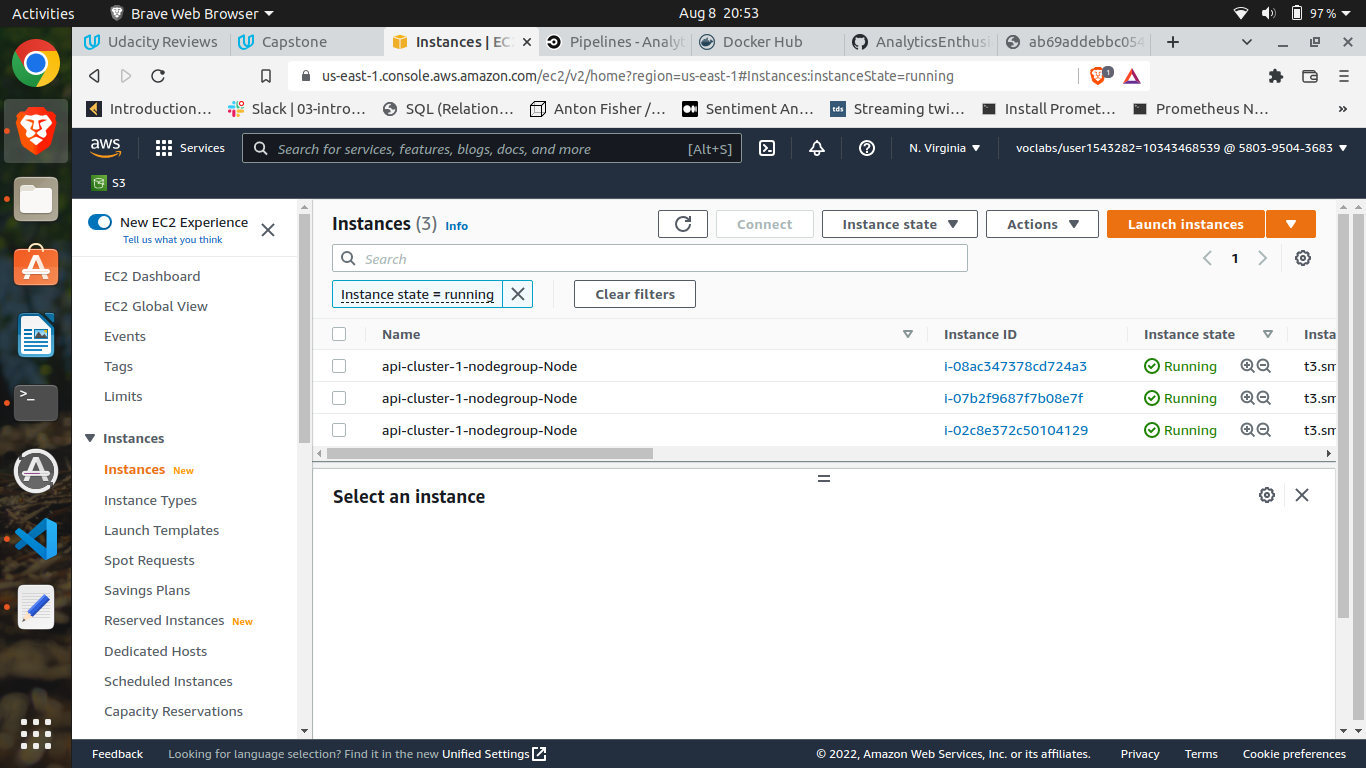 Activities
Brave Web Browser
Aug 8 20:53
97 %
Udacity Reviews
Capstone
Instances | EC
Pipelines - Analyt
Docker Hub
AnalyticsEnthusi
ab69addebbc054
us-east-1.console.aws.amazon.com/ec2/v2/home?region=us-east-1#Instances:instanceState=running
1
Introduction…
Slack | 03-intro…
SQL (Relation…
Anton Fisher /…
Sentiment An…
tds
Streaming twi…
Install Promet…
Prometheus N…
»
aws
Services
Search for services, features, blogs, docs, and more
[Alt+S]
N. Virginia
voclabs/user1543282=10343468539 @ 5803-9504-3683
S3
New EC2 Experience
Tell us what you think
EC2 Dashboard
EC2 Global View
Events
Tags
Limits
Instances
Instances New
Instance Types
Launch Templates
Spot Requests
Savings Plans
Reserved Instances New
Dedicated Hosts
Scheduled Instances
Capacity Reservations
Instances (3) Info
Connect
Instance state
Actions
Launch instances
Search
1
Instance state = running
Clear filters
Name
Instance ID
Instance state
Insta
api-cluster-1-nodegroup-Node i-08ac347378cd724a3 Running t3.sm
api-cluster-1-nodegroup-Node i-07b2f9687f7b08e7f Running t3.sm
api-cluster-1-nodegroup-Node i-02c8e372c50104129 Running t3.sm
Select an instance
Feedback
Looking for language selection? Find it in the new Unified Settings
© 2022, Amazon Web Services, Inc. or its affiliates.
Privacy
Terms
Cookie preferences